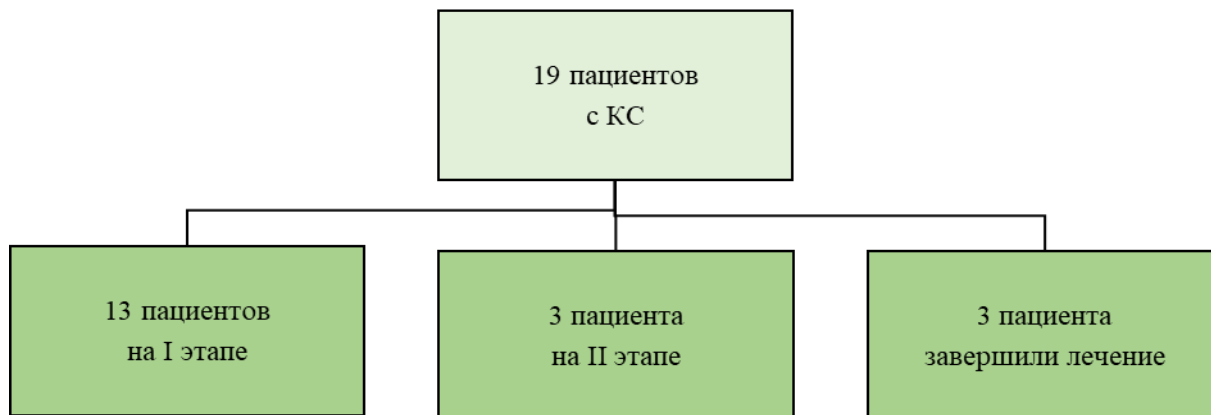 19 пациентов
с КС
13 пациентов
на I этапе
3 пациента
на II этапе
3 пациента
завершили лечение